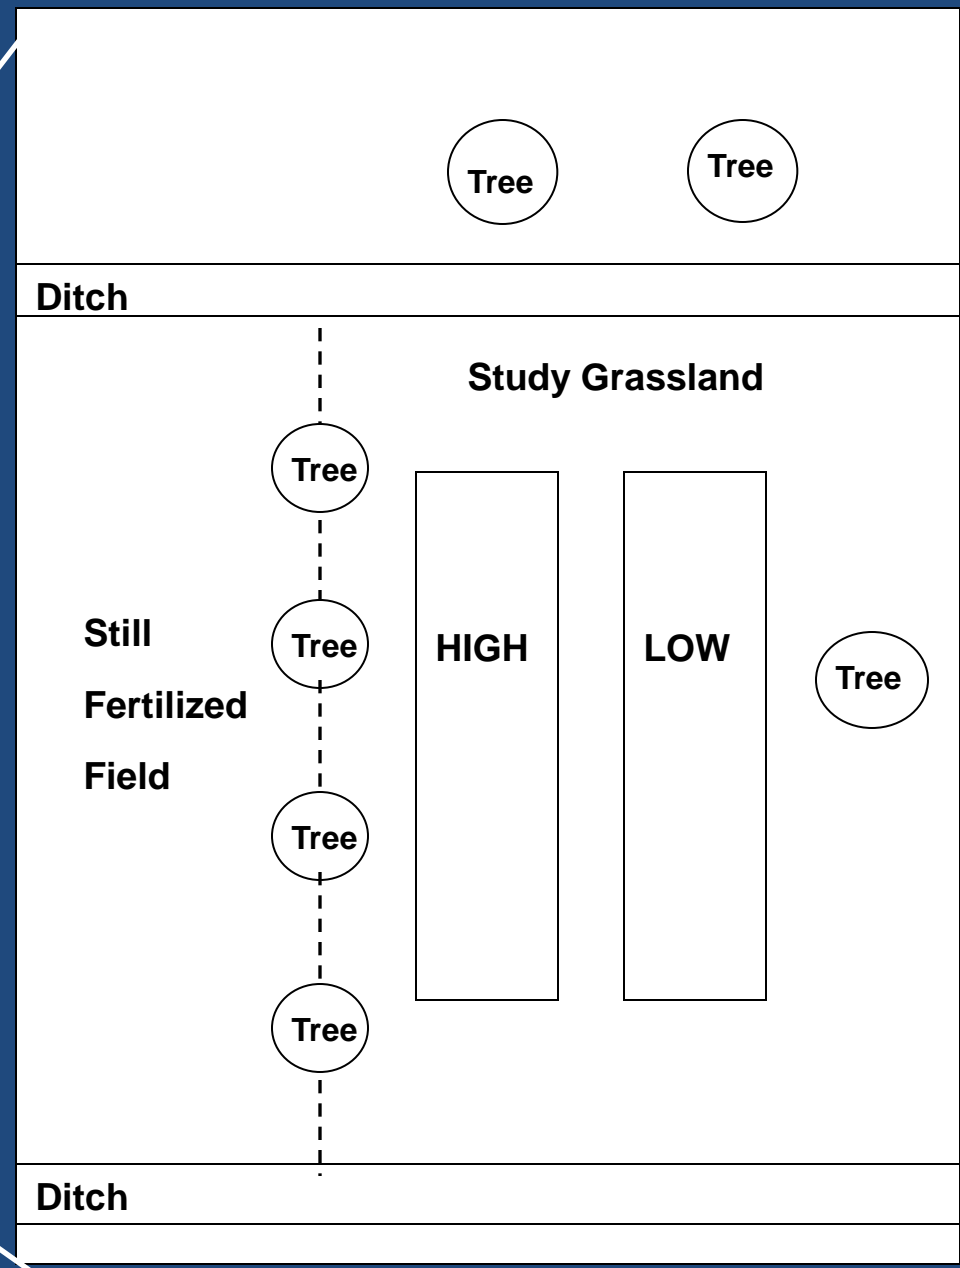 Tree
Tree
Ditch
Study Grassland
Tree
Still
Fertilized
Field
Tree
HIGH
LOW
Tree
Tree
Tree
Ditch